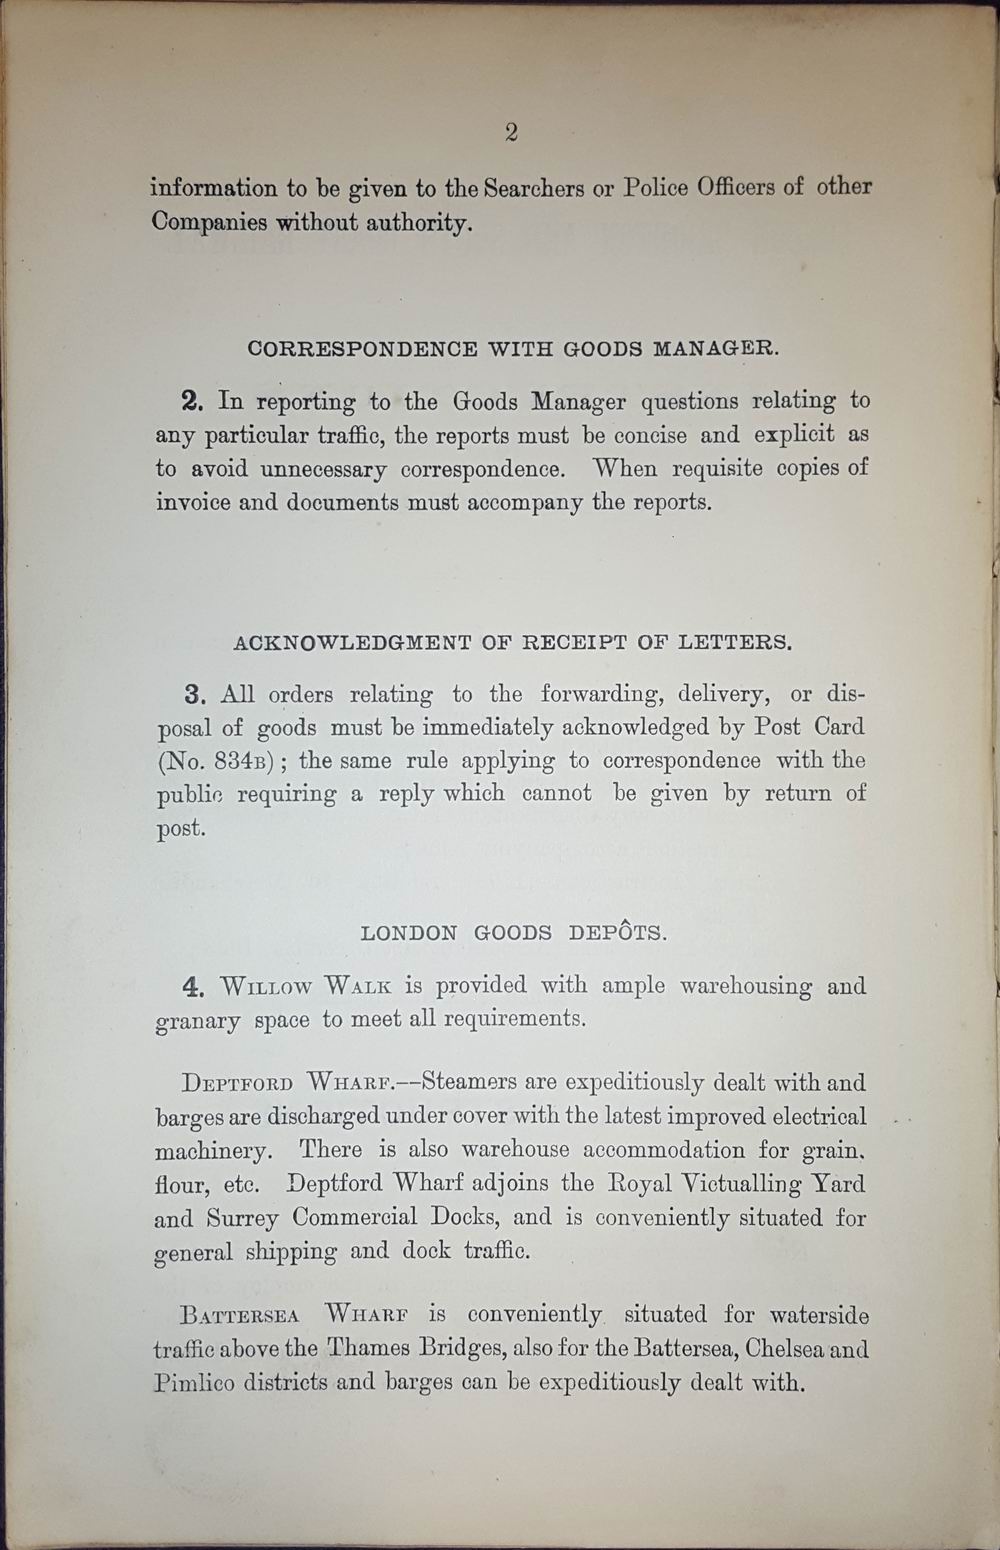 2
information to be given to the Searchers or Police Officers of other
Companies without authority.
CORRESPONDENCE WITH GOODS MANAGER.
2. In reporting to the Goods Manager questions relating to
any particular traffic, the reports must be concise and explicit as
to avoid unnecessary correspondence. When requisite copies of
invoice and documents must accompany the reports.
ACKNOWLEDGMENT OF RECEIPT OF LETTERS.
3. All orders relating to the forwarding, delivery, or dis-
posal of goods must be immediately acknowledged by Post Card
(No. 834B) ; the same rule applying to correspondence with the
public requiring a reply which cannot be given by return of
post.
LONDON GOODS DEPÔTS.
4. WILLOW WALK is provided with ample warehousing and
granary space to meet all requirements.
DEPTFORD WHARF.—Steamers are expeditiously dealt with and
barges are discharged under cover with the latest improved electrical
machinery. There is also warehouse accommodation for grain,
flour, etc. Deptford Wharf adjoins the Royal Victualling Yard
and Surrey Commercial Docks, and is conveniently situated for
general shipping and dock traffic.
BATTERSEA WHARF is conveniently situated for waterside
traffic above the Thames Bridges, also for the Battersea, Chelsea and
Pimlico districts and barges can be expeditiously dealt with.